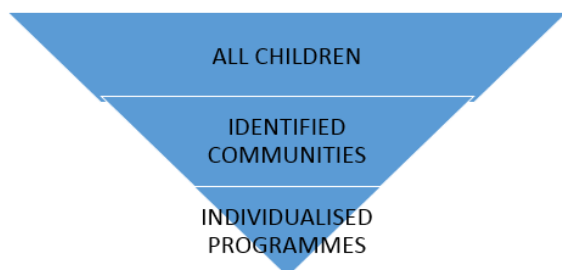 ALL CHILDREN
IDENTIFIED
COMMUNITIES
INDIVIDUALISED
PROGRAMMES